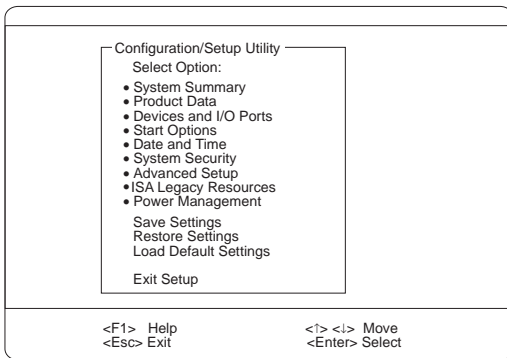 Configuration/Setup Utility
Select Option:
• System Summary
• Product Data
• Devices and I/O Ports
• Start Options
• Date and Time
• System Security
• Advanced Setup
•ISA Legacy Resources
• Power Management
Save Settings
Restore Settings
Load Default Settings
Exit Setup
<F1> Help <↑> <↓> Move
<Esc> Exit <Enter> Select